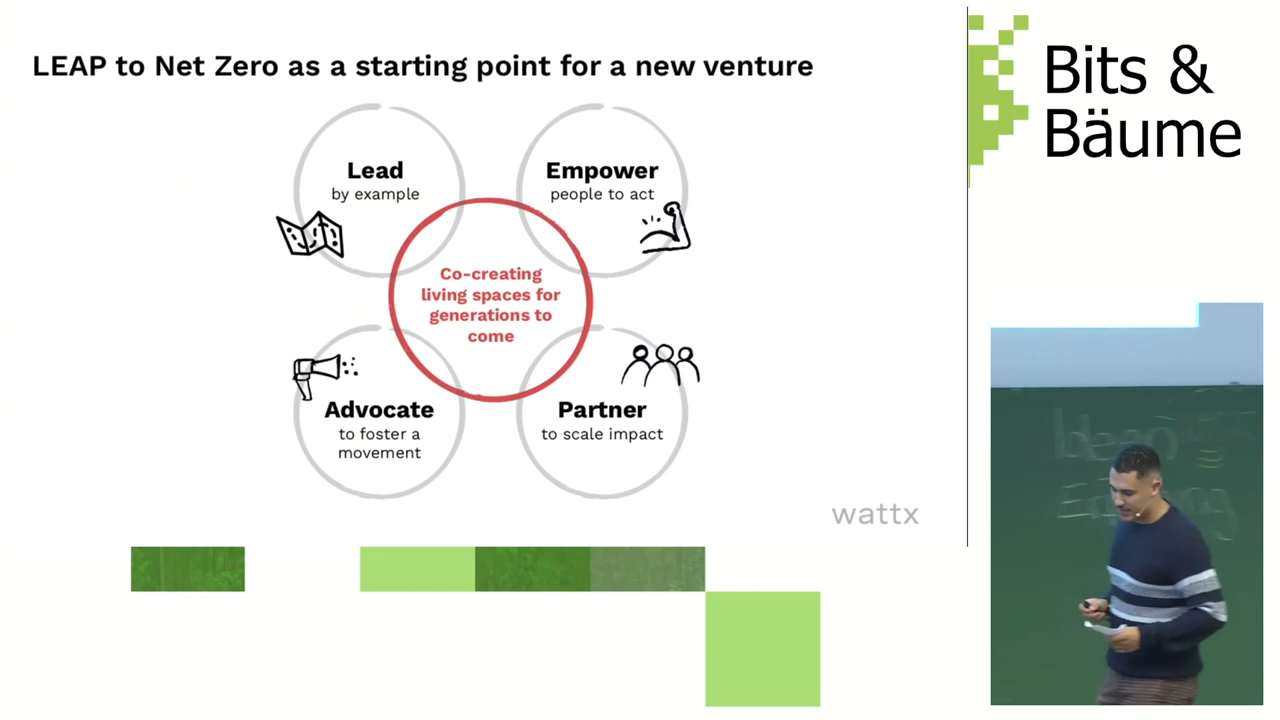 LEAP to Net Zero as a starting point for a new venture
Lead
by example
Empower
people to act
Co-creating
living spaces for
generations to
come
Advocate
to foster a
movement
Partner
to scale impact
wattx
Bits &
Bäume